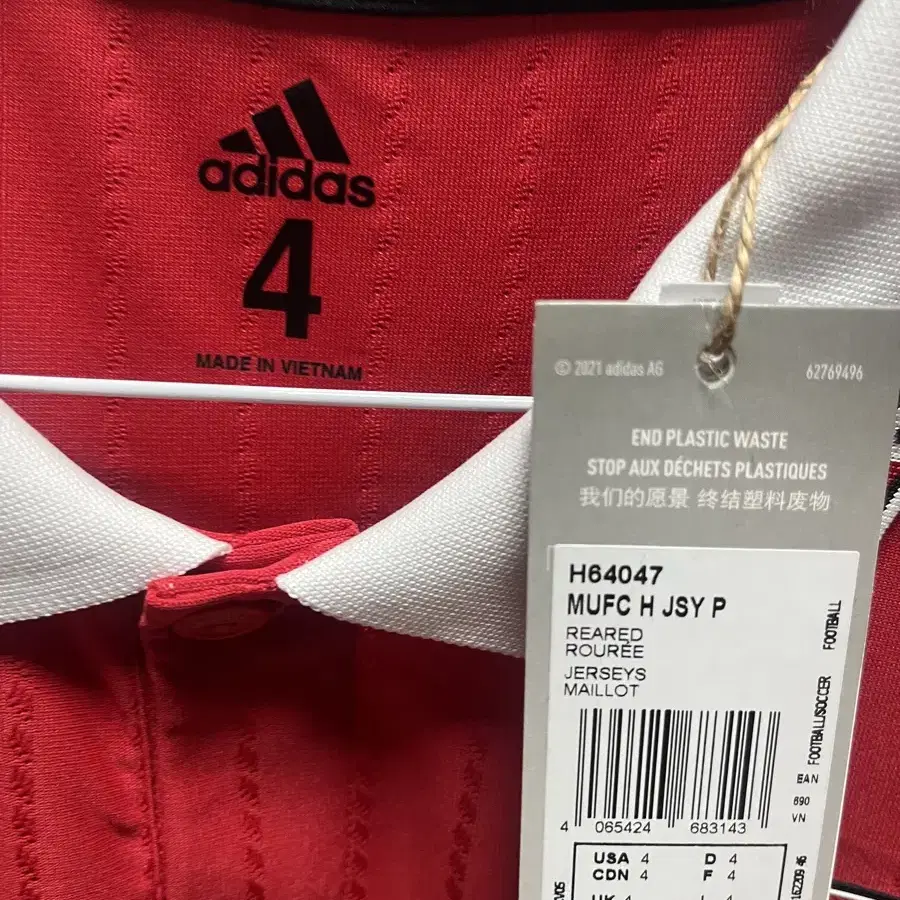 adidas
4
MADE IN VIETNAM
© 2021 adidas AG
62769496
END PLASTIC WASTE
STOP AUX DÉCHETS PLASTIQUES
我们的愿景 终结塑料废物
H64047
MUFC H JSY P
REARED
ROURÉE
JERSEYS
MAILLOT
FOOTBALL
FOOTBALL/SOCCER
EAN
690
VN
4 065424 683143
USA 4 D 4
CDN 4 F 4